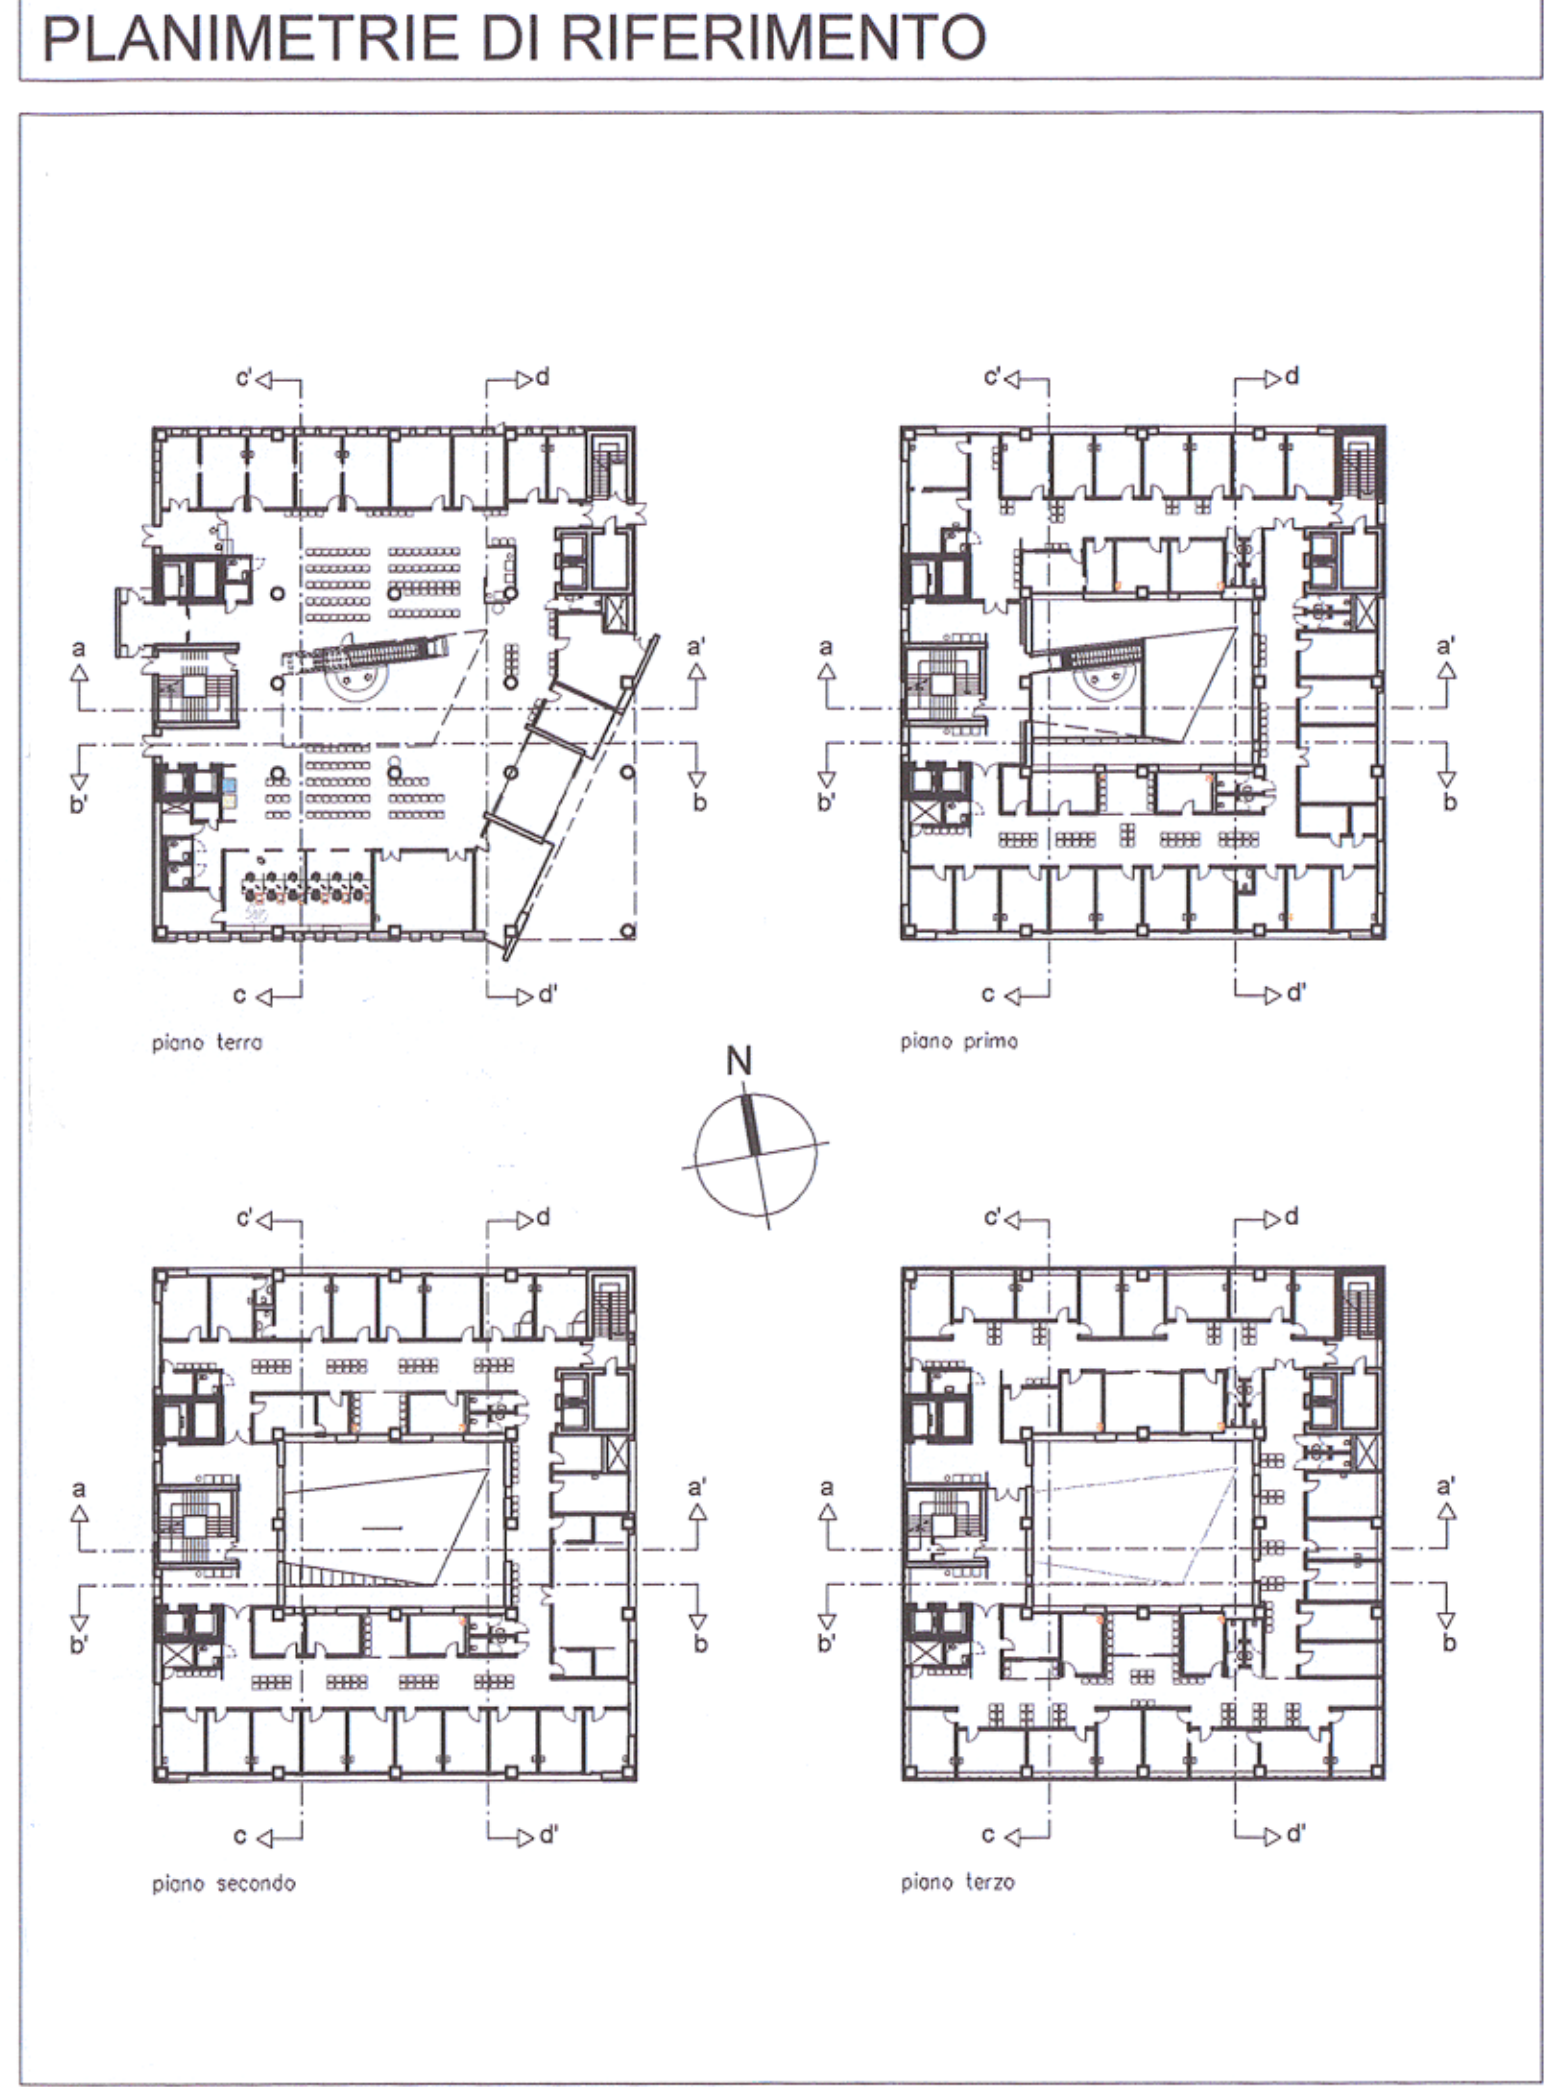 PLANIMETRIE DI RIFERIMENTO
c' d
c' d
a a'
a a'
b' b
b' b
c d'
c d'
piano terra
piano primo
N
c' d
c' d
a a'
a a'
b' b
b' b
c d'
c d'
piano secondo
piano terzo